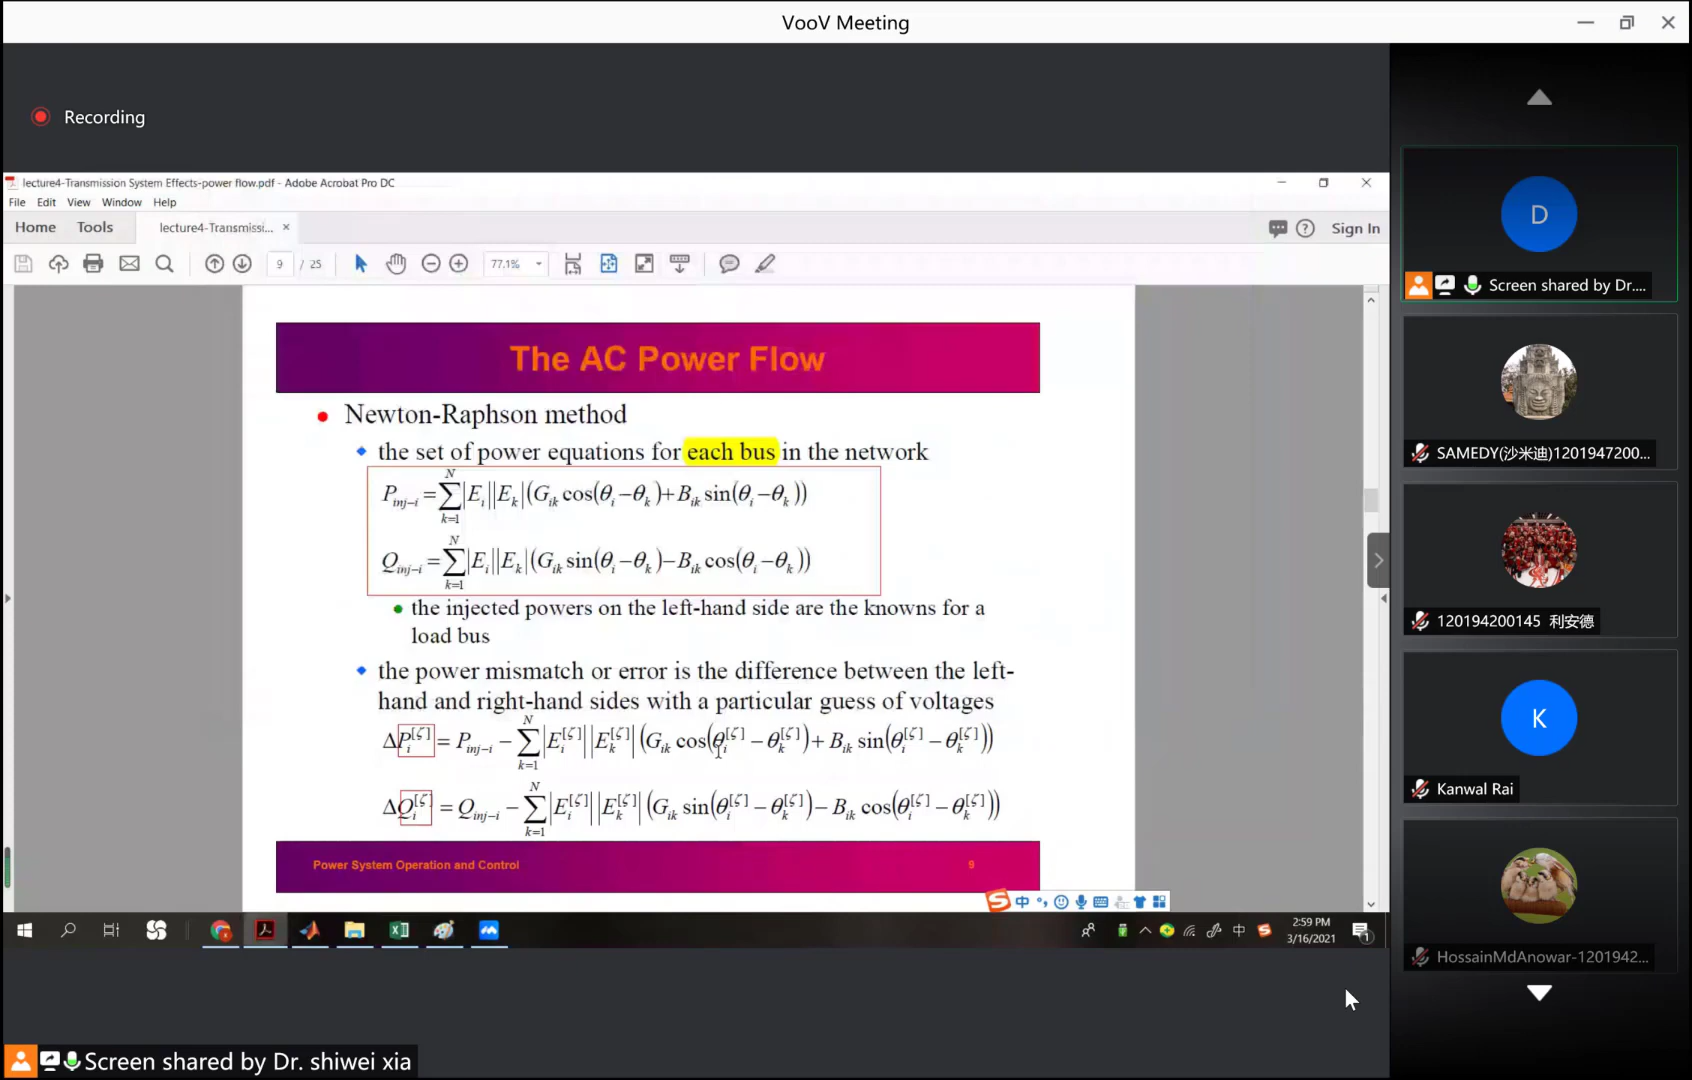 VooV Meeting
Recording
lecture4-Transmission System Effects-power flow.pdf - Adobe Acrobat Pro DC
File Edit View Window Help
Home Tools lecture4-Transmissi... × Sign In
9 / 25 77.1%
The AC Power Flow
Newton-Raphson method
the set of power equations for each bus in the network
P_{inj-i} = \sum_{k=1}^{N} |E_i||E_k|(G_{ik} cos(θ_i − θ_k) + B_{ik} sin(θ_i − θ_k))
Q_{inj-i} = \sum_{k=1}^{N} |E_i||E_k|(G_{ik} sin(θ_i − θ_k) − B_{ik} cos(θ_i − θ_k))
the injected powers on the left-hand side are the knowns for a
load bus
the power mismatch or error is the difference between the left-
hand and right-hand sides with a particular guess of voltages
ΔP_i^{[ζ]} = P_{inj-i} − \sum_{k=1}^{N} |E_i^{[ζ]}||E_k^{[ζ]}|(G_{ik} cos(θ_i^{[ζ]} − θ_k^{[ζ]}) + B_{ik} sin(θ_i^{[ζ]} − θ_k^{[ζ]}))
ΔQ_i^{[ζ]} = Q_{inj-i} − \sum_{k=1}^{N} |E_i^{[ζ]}||E_k^{[ζ]}|(G_{ik} sin(θ_i^{[ζ]} − θ_k^{[ζ]}) − B_{ik} cos(θ_i^{[ζ]} − θ_k^{[ζ]}))
Power System Operation and Control 9
S 中
中 S 2:59 PM
3/16/2021 1
Screen shared by Dr. shiwei xia
D
Screen shared by Dr....
SAMEDY(沙米迪)1201947200...
120194200145 利安德
K
Kanwal Rai
HossainMdAnowar-1201942...